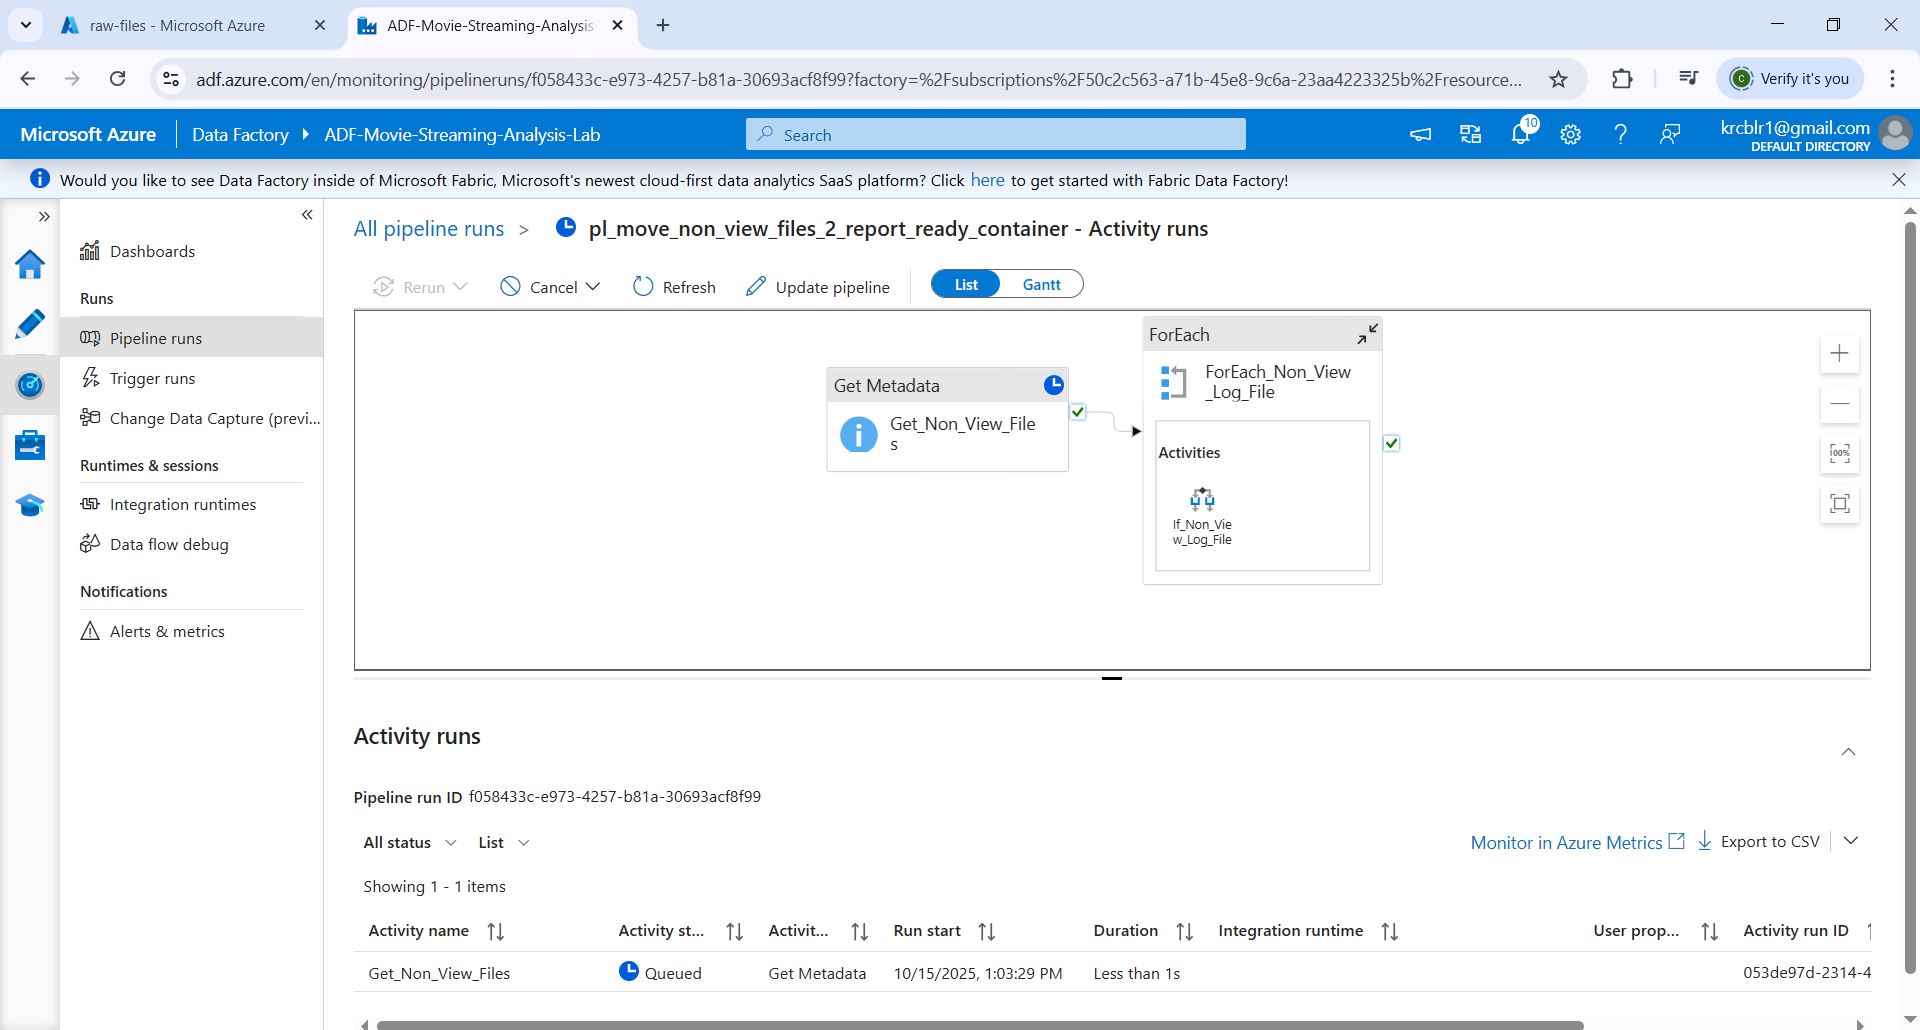 raw-files - Microsoft Azure
ADF-Movie-Streaming-Analysis
adf.azure.com/en/monitoring/pipelineruns/f058433c-e973-4257-b81a-30693acf8f99?factory=%2Fsubscriptions%2F50c2c563-a71b-45e8-9c6a-23aa4223325b%2Fresource...
C
Verify it's you
Microsoft Azure
Data Factory
ADF-Movie-Streaming-Analysis-Lab
Search
10
krcblr1@gmail.com
DEFAULT DIRECTORY
Would you like to see Data Factory inside of Microsoft Fabric, Microsoft's newest cloud-first data analytics SaaS platform? Click here to get started with Fabric Data Factory!
Dashboards
Runs
Pipeline runs
Trigger runs
Change Data Capture (previ...
Runtimes & sessions
Integration runtimes
Data flow debug
Notifications
Alerts & metrics
All pipeline runs > pl_move_non_view_files_2_report_ready_container - Activity runs
Rerun
Cancel
Refresh
Update pipeline
List
Gantt
Get Metadata
Get_Non_View_File
s
ForEach
ForEach_Non_View
_Log_File
Activities
If_Non_Vie
w_Log_File
100%
Activity runs
Pipeline run ID f058433c-e973-4257-b81a-30693acf8f99
All status
List
Monitor in Azure Metrics
Export to CSV
Showing 1 - 1 items
Activity name
Activity st...
Activit...
Run start
Duration
Integration runtime
User prop...
Activity run ID
Get_Non_View_Files
Queued
Get Metadata
10/15/2025, 1:03:29 PM
Less than 1s
053de97d-2314-4